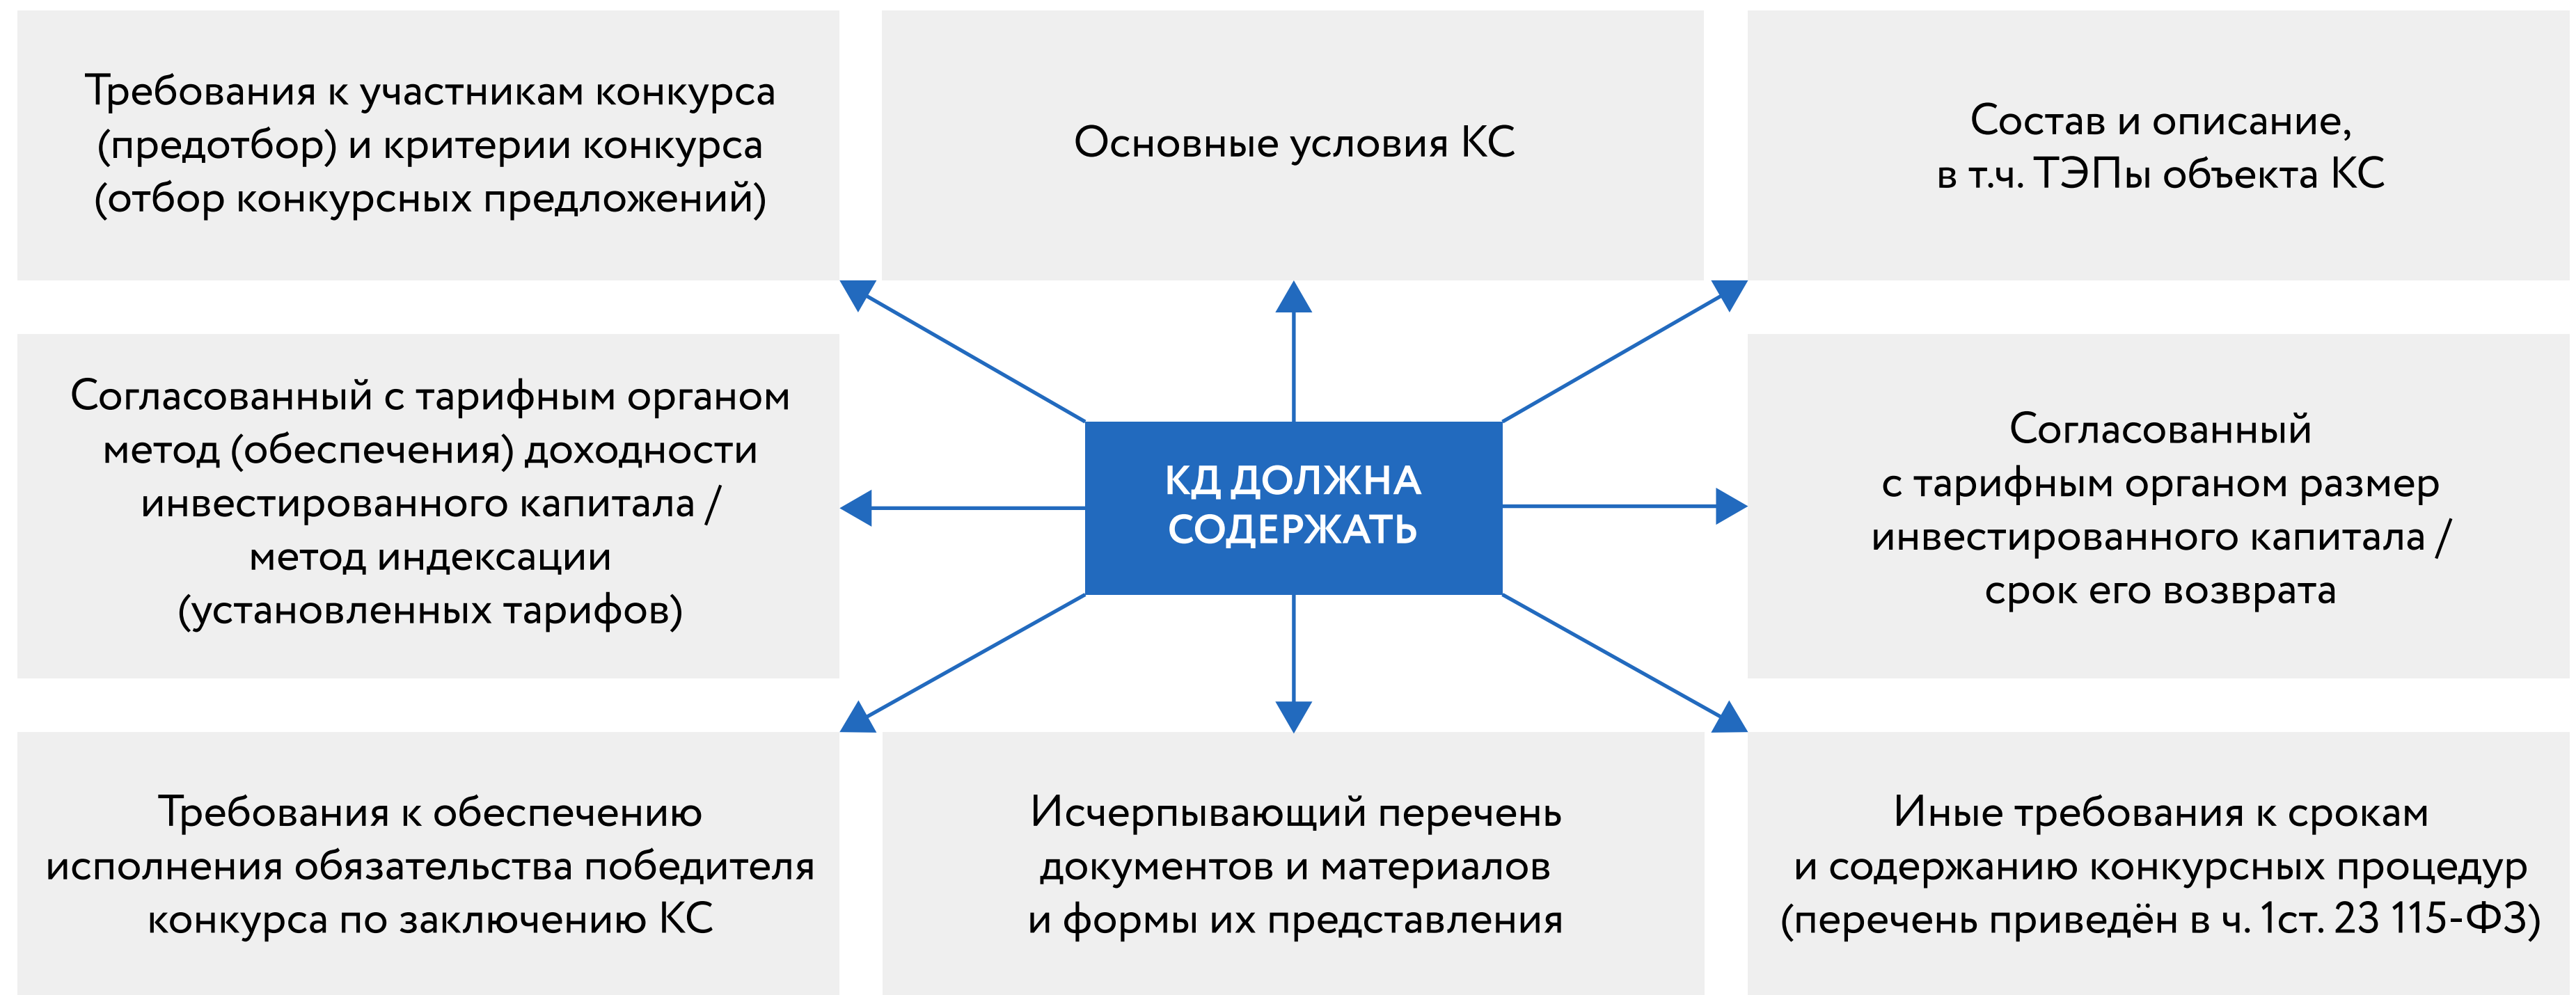 Требования к участникам конкурса
(предотбор) и критерии конкурса
(отбор конкурсных предложений)
Основные условия КС
Состав и описание,
в т.ч. ТЭПы объекта КС
Согласованный с тарифным органом
метод (обеспечения) доходности
инвестированного капитала /
метод индексации
(установленных тарифов)
КД ДОЛЖНА
СОДЕРЖАТЬ
Согласованный
с тарифным органом размер
инвестированного капитала /
срок его возврата
Требования к обеспечению
исполнения обязательства победителя
конкурса по заключению КС
Исчерпывающий перечень
документов и материалов
и формы их представления
Иные требования к срокам
и содержанию конкурсных процедур
(перечень приведён в ч. 1ст. 23 115-ФЗ)